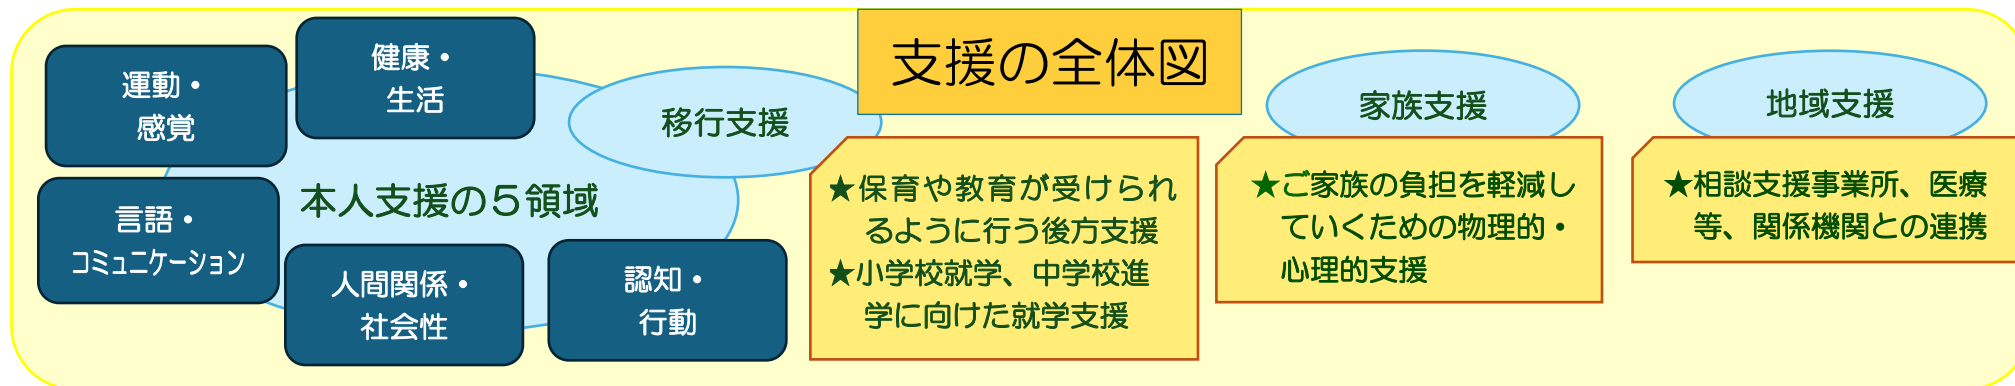 支援の全体図
運動・
感覚
健康・
生活
言語・
コミュニケーション
本人支援の５領域
人間関係・
社会性
認知・
行動
移行支援
★保育や教育が受けられ
るように行う後方支援
★小学校就学、中学校進
学に向けた就学支援
家族支援
★ご家族の負担を軽減し
ていくための物理的・
心理的支援
地域支援
★相談支援事業所、医療
等、関係機関との連携